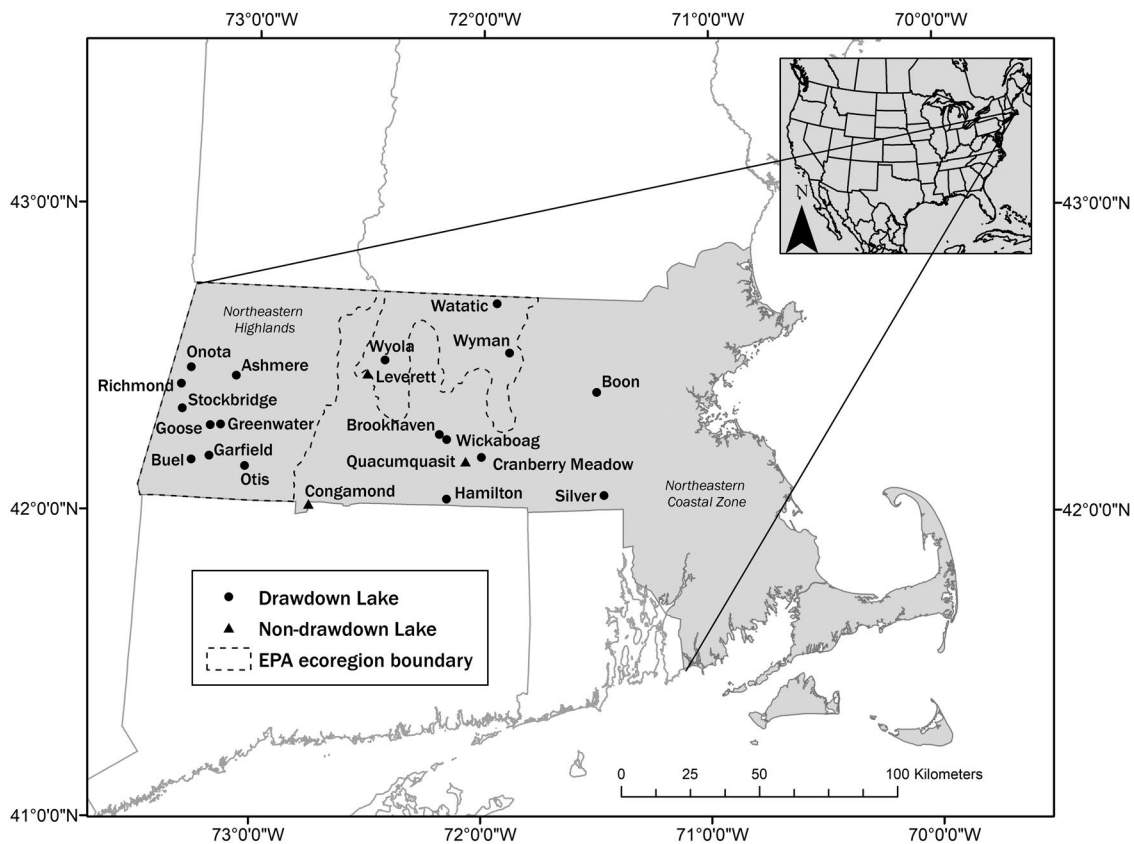 73°0'0"W
72°0'0"W
71°0'0"W
70°0'0"W
N
43°0'0"N
43°0'0"N
Northeastern
Highlands
Watatic
Wyman
Wyola
Onota
Ashmere
Leverett
Richmond
Boon
Stockbridge
Goose
Greenwater
Brookhaven
Wickaboag
Garfield
Buel
Quacumquasit
Cranberry Meadow
Otis
Congamond
Hamilton
Silver
Northeastern
Coastal Zone
42°0'0"N
42°0'0"N
Drawdown Lake
Non-drawdown Lake
EPA ecoregion boundary
0 25 50 100 Kilometers
41°0'0"N
41°0'0"N
73°0'0"W
72°0'0"W
71°0'0"W
70°0'0"W